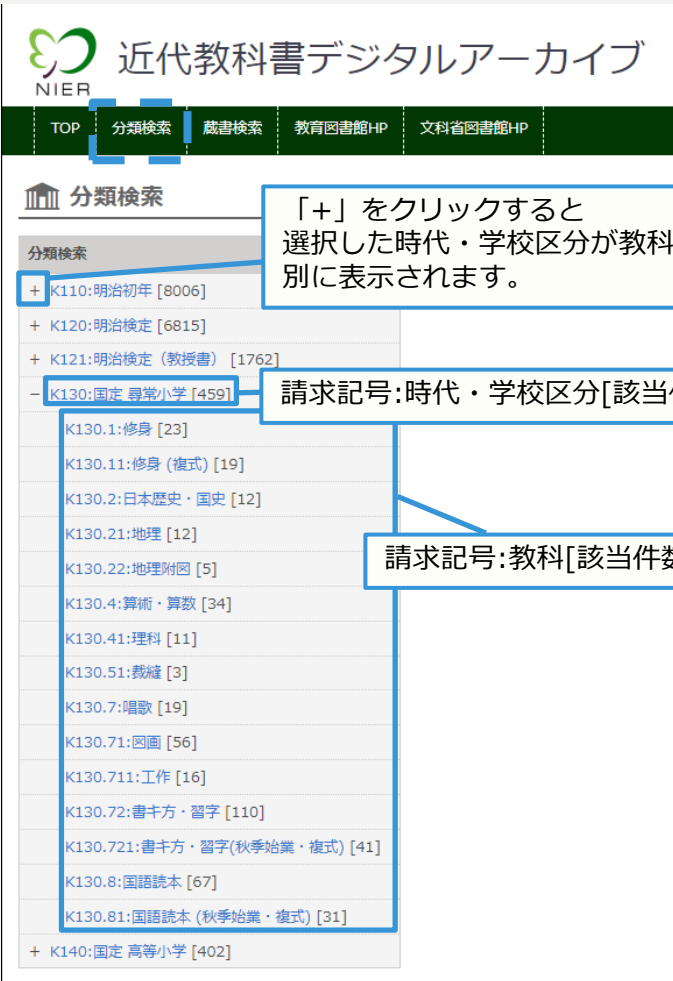 近代教科書デジタルアーカイブ
NIER
TOP 分類検索 蔵書検索 教育図書館HP 文科省図書館HP
分類検索
「+」をクリックすると
選択した時代・学校区分が教科
別に表示されます。
分類検索
+ K110:明治初年 [8006]
+ K120:明治検定 [6815]
+ K121:明治検定（教授書） [1762]
− K130:国定 尋常小学 [459]
請求記号:時代・学校区分[該当
K130.1:修身 [23]
K130.11:修身 (複式) [19]
K130.2:日本歴史・国史 [12]
K130.21:地理 [12]
K130.22:地理附図 [5]
請求記号:教科[該当件数
K130.4:算術・算数 [34]
K130.41:理科 [11]
K130.51:裁縫 [3]
K130.7:唱歌 [19]
K130.71:図画 [56]
K130.711:工作 [16]
K130.72:書キ方・習字 [110]
K130.721:書キ方・習字(秋季始業・複式) [41]
K130.8:国語読本 [67]
K130.81:国語読本 (秋季始業・複式) [31]
+ K140:国定 高等小学 [402]